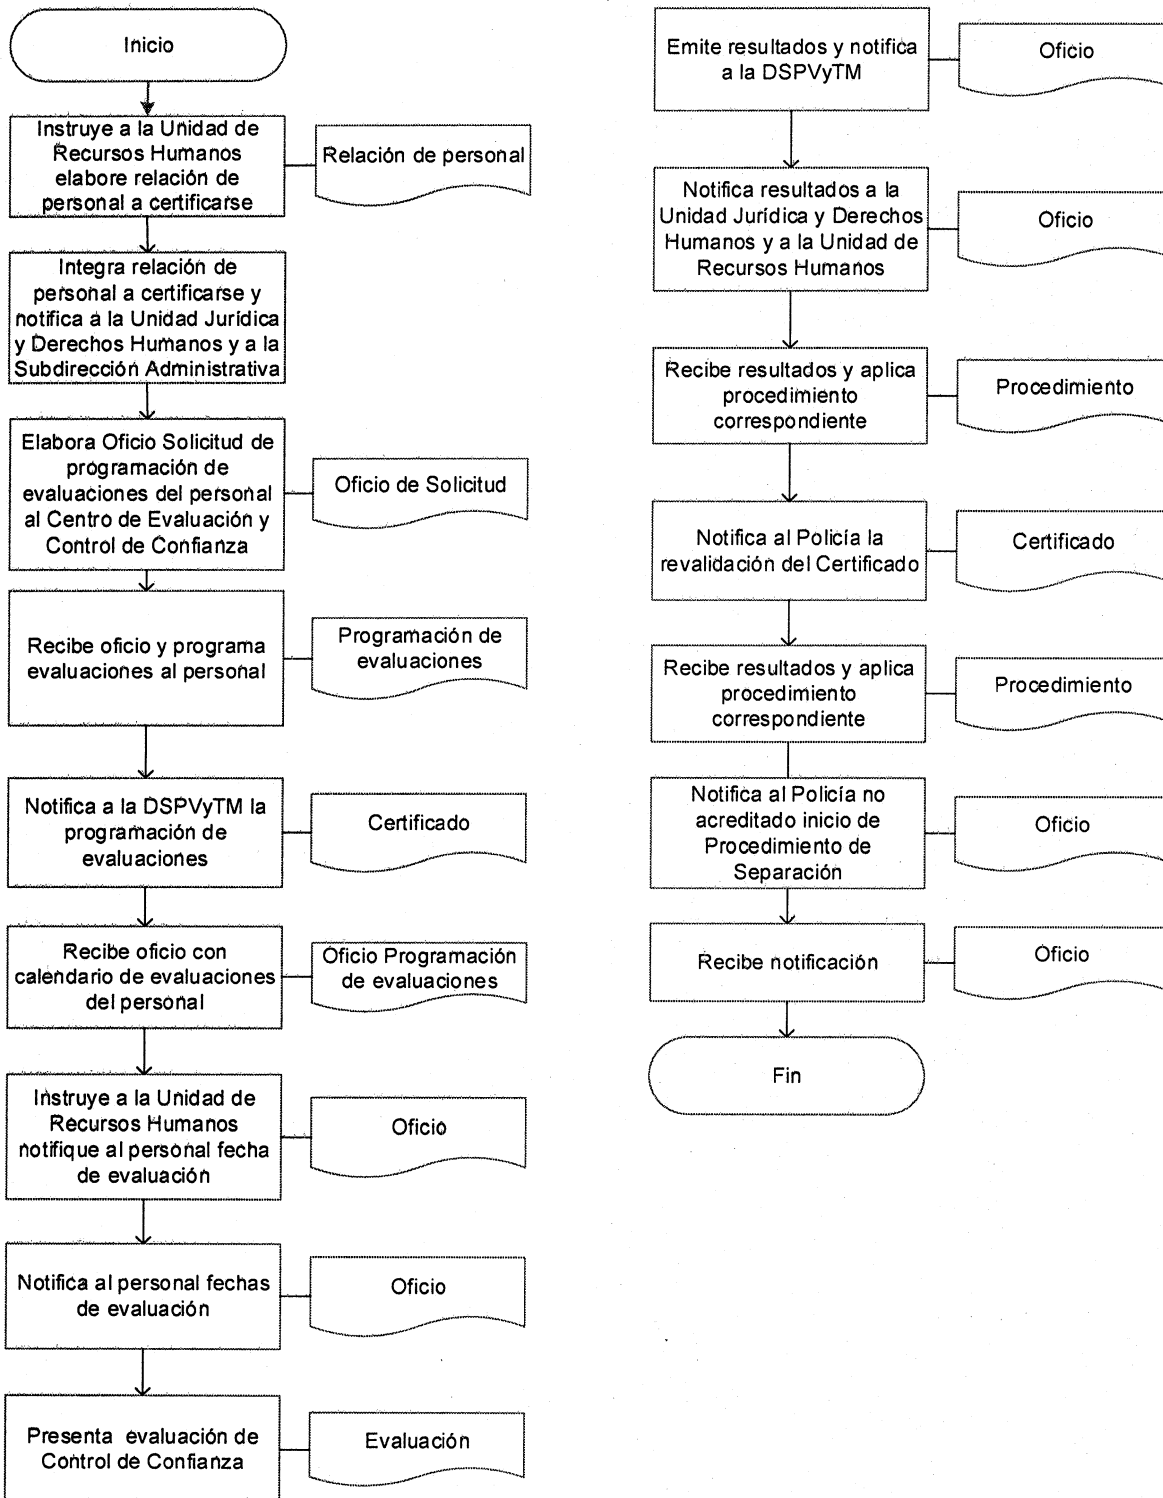 Inicio
Instruye a la Unidad de
Recursos Humanos
elabore relación de
personal a certificarse
Relación de personal
Integra relación de
personal a certificarse y
notifica a la Unidad Jurídica
y Derechos Humanos y a la
Subdirección Administrativa
Elabora Oficio Solicitud de
programación de
evaluaciones del personal
al Centro de Evaluación y
Control de Confianza
Oficio de Solicitud
Recibe oficio y programa
evaluaciones al personal
Programación de
evaluaciones
Notifica a la DSPVyTM la
programación de
evaluaciones
Certificado
Recibe oficio con
calendario de evaluaciones
del personal
Oficio Programación
de evaluaciones
Instruye a la Unidad de
Recursos Humanos
notifique al personal fecha
de evaluación
Oficio
Notifica al personal fechas
de evaluación
Oficio
Presenta evaluación de
Control de Confianza
Evaluación
Emite resultados y notifica
a la DSPVyTM
Oficio
Notifica resultados a la
Unidad Jurídica y Derechos
Humanos y a la Unidad de
Recursos Humanos
Oficio
Recibe resultados y aplica
procedimiento
correspondiente
Procedimiento
Notifica al Policía la
revalidación del Certificado
Certificado
Recibe resultados y aplica
procedimiento
correspondiente
Procedimiento
Notifica al Policía no
acreditado inicio de
Procedimiento de
Separación
Oficio
Recibe notificación
Oficio
Fin